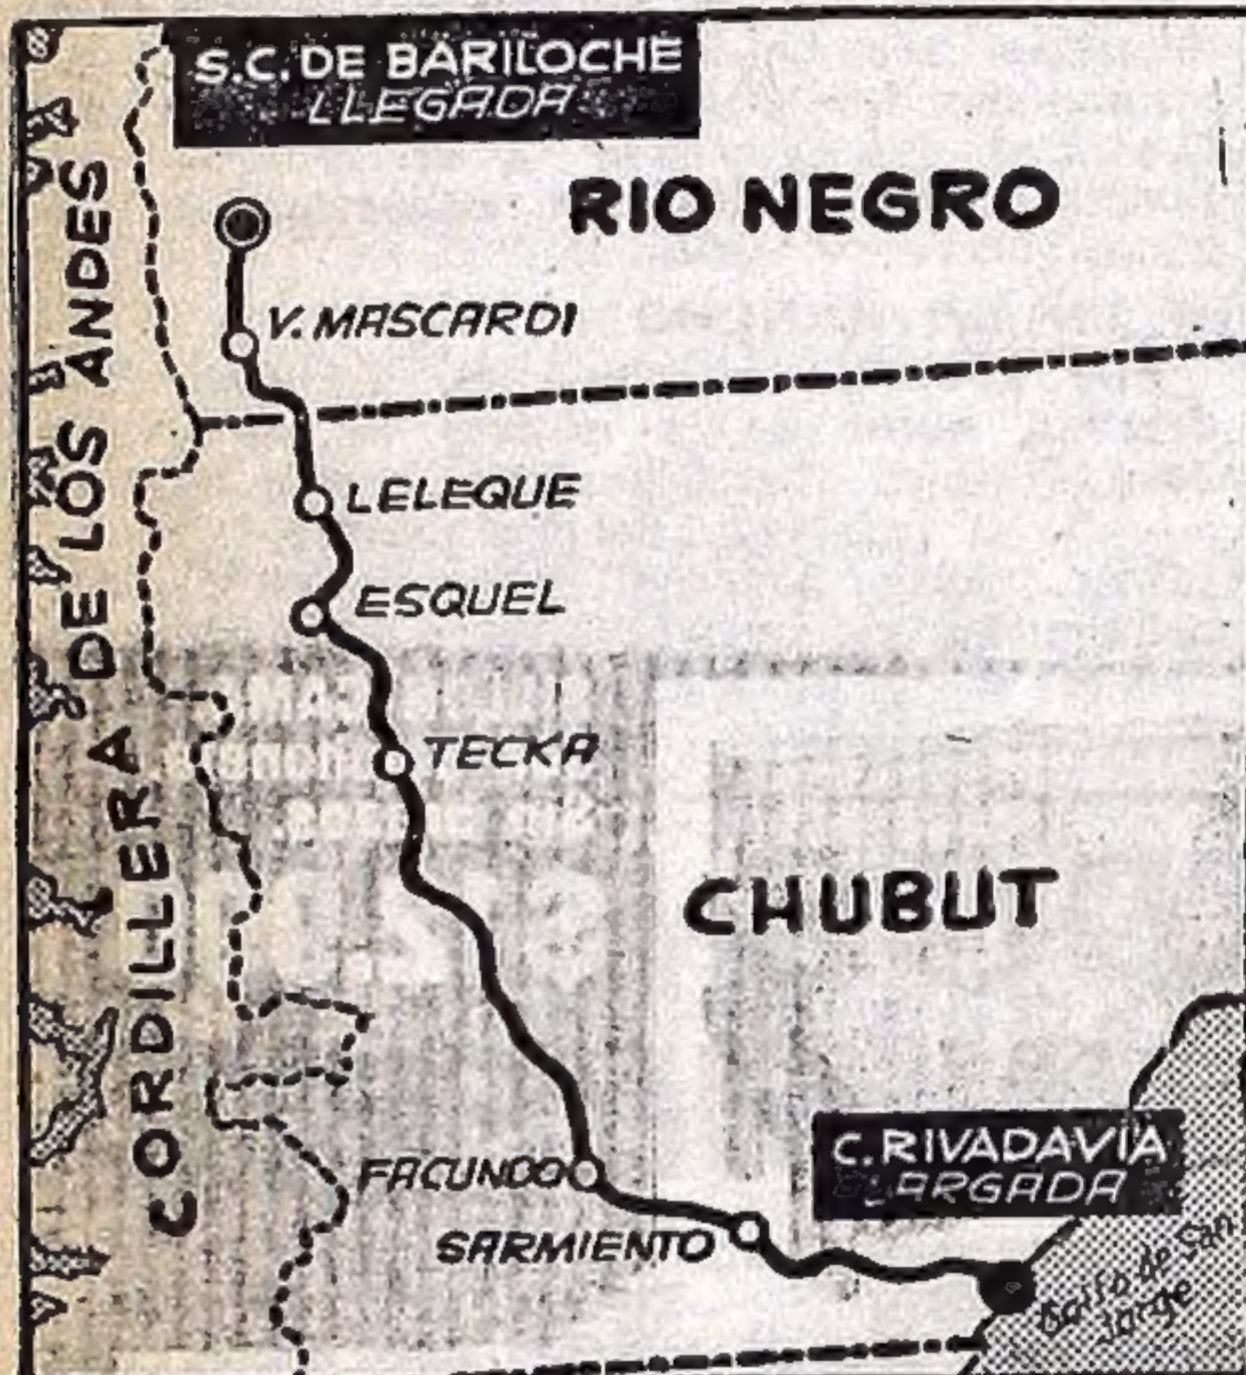 S.C. DE BARILOCHE
LLEGADA
RIO NEGRO
V. MASCARDI
CORDILLERA DE LOS ANDES
LELEQUE
ESQUEL
TECKA
CHUBUT
FACUNDO
SARMIENTO
C. RIVADAVIA
LARGADA
Golfo de San
Jorge